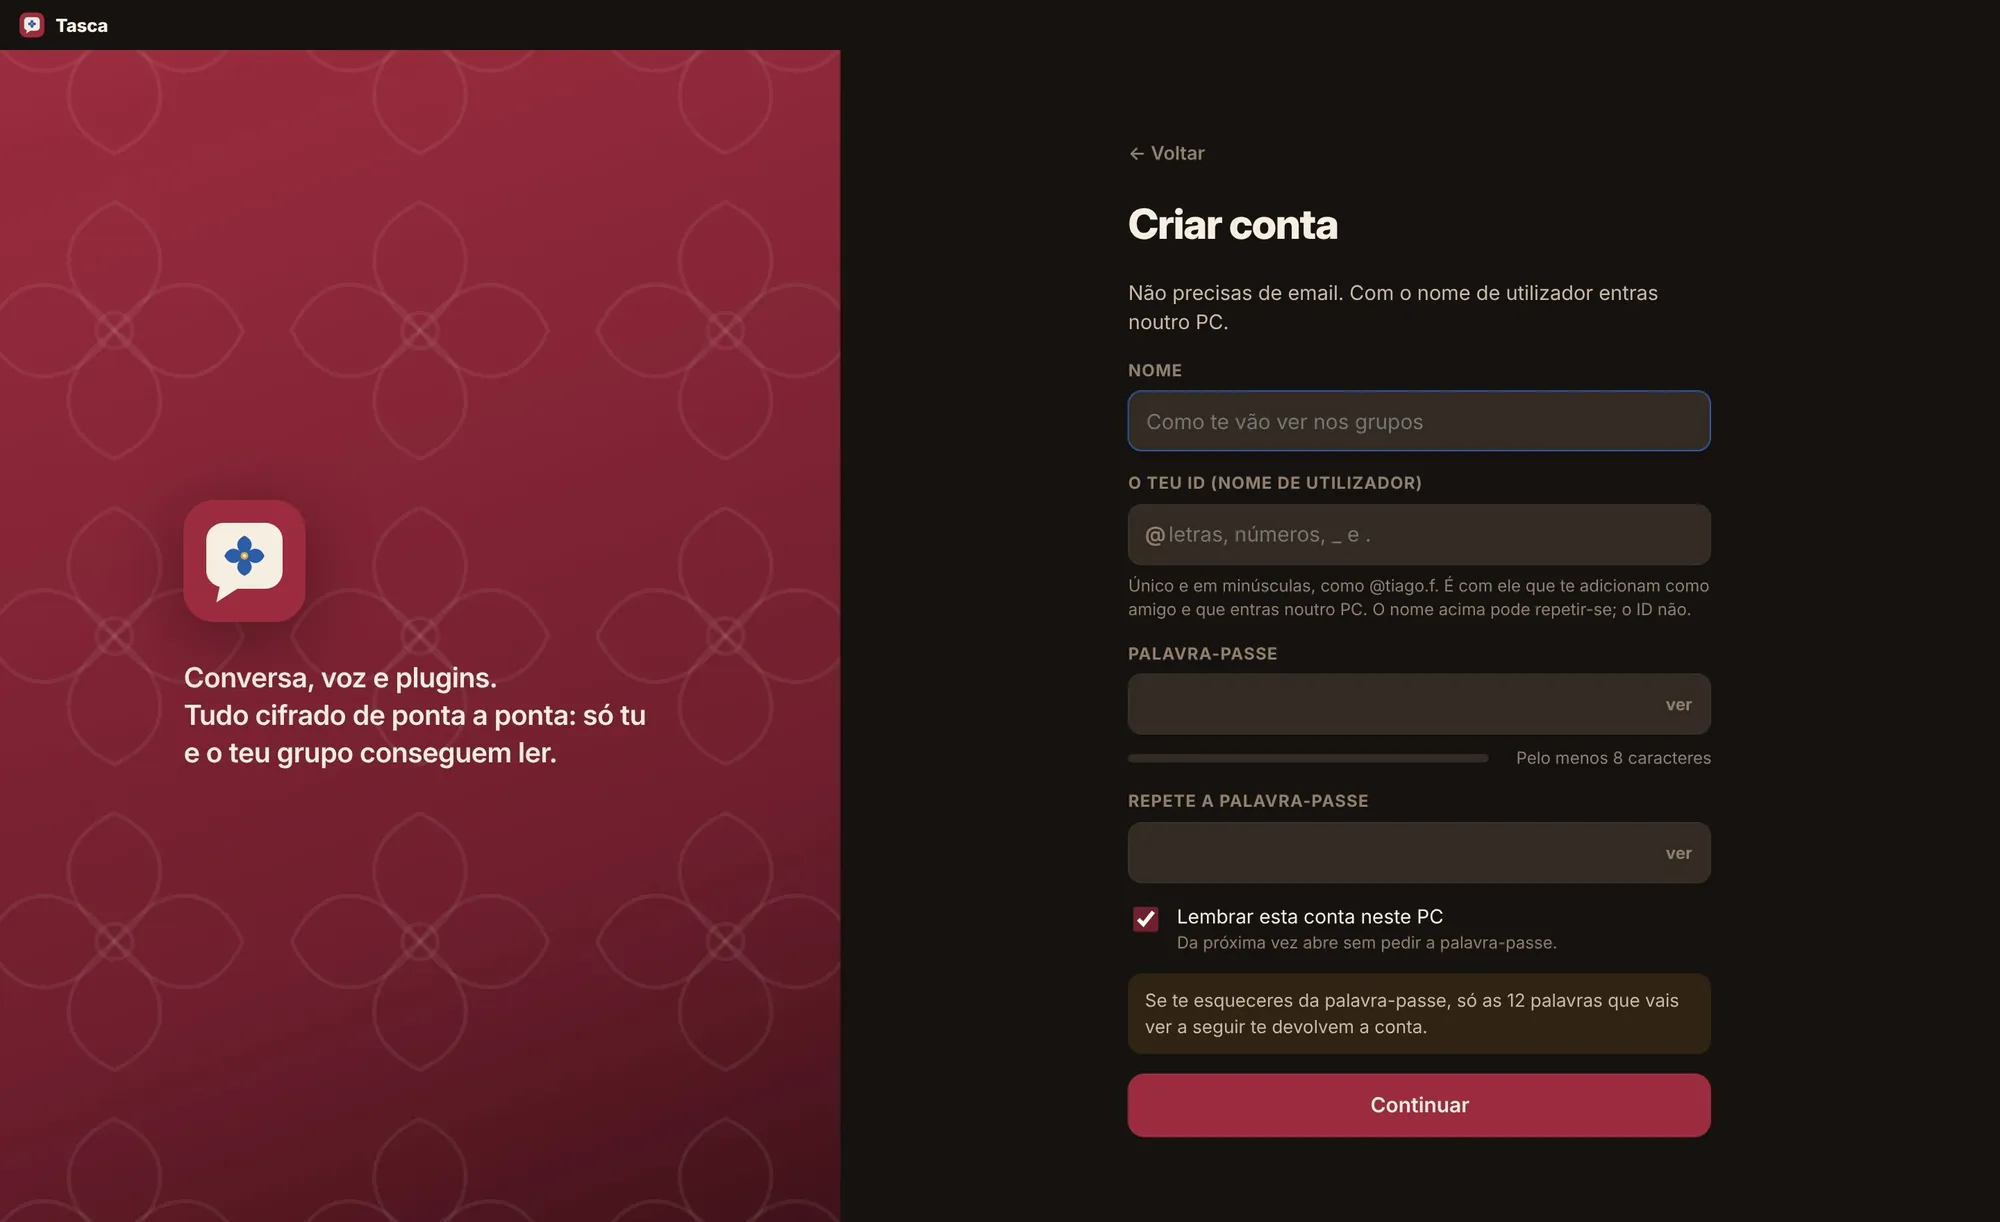 Tasca
Conversa, voz e plugins.
Tudo cifrado de ponta a ponta: só tu
e o teu grupo conseguem ler.
← Voltar
Criar conta
Não precisas de email. Com o nome de utilizador entras
noutro PC.
NOME
Como te vão ver nos grupos
O TEU ID (NOME DE UTILIZADOR)
@letras, números, _ e .
Único e em minúsculas, como @tiago.f. É com ele que te adicionam como
amigo e que entras noutro PC. O nome acima pode repetir-se; o ID não.
PALAVRA-PASSE
ver
Pelo menos 8 caracteres
REPETE A PALAVRA-PASSE
ver
Lembrar esta conta neste PC
Da próxima vez abre sem pedir a palavra-passe.
Se te esqueceres da palavra-passe, só as 12 palavras que vais
ver a seguir te devolvem a conta.
Continuar